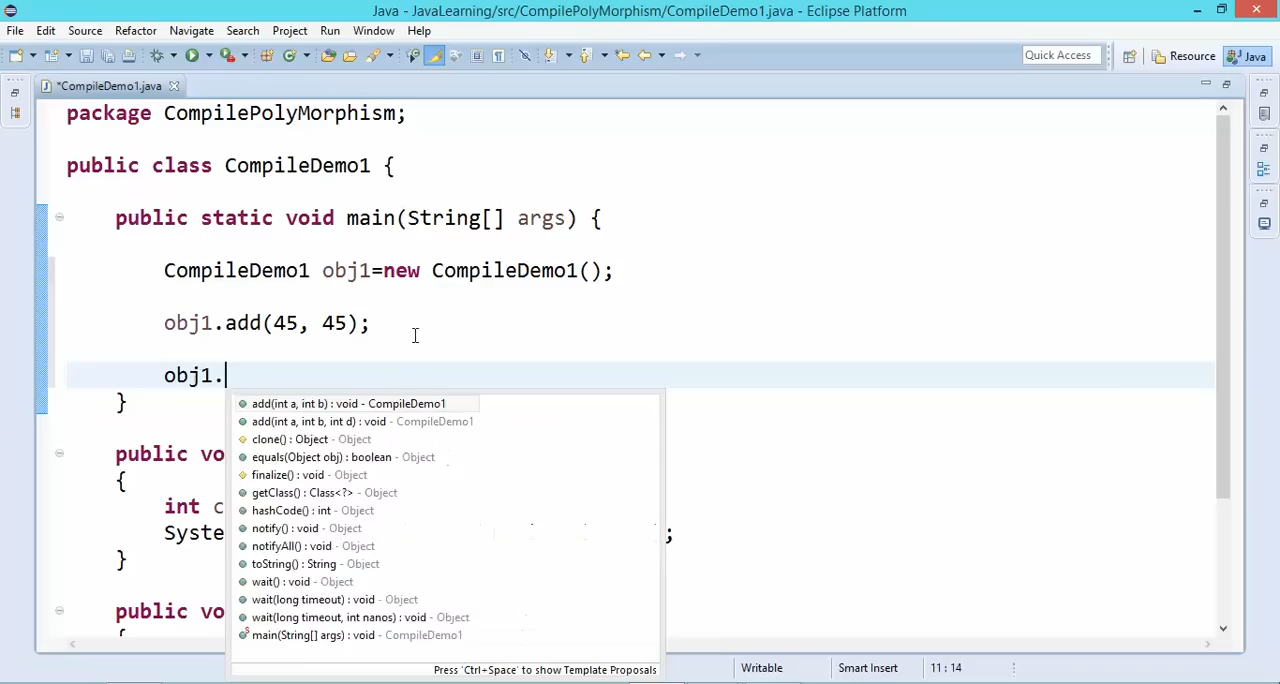 Java - JavaLearning/src/CompilePolyMorphism/CompileDemo1.java - Eclipse Platform
File Edit Source Refactor Navigate Search Project Run Window Help
Quick Access Resource Java
*CompileDemo1.java
package CompilePolyMorphism;
public class CompileDemo1 {
public static void main(String[] args) {
CompileDemo1 obj1=new CompileDemo1();
obj1.add(45, 45);
obj1.
}
add(int a, int b) : void - CompileDemo1
add(int a, int b, int d) : void - CompileDemo1
clone() : Object - Object
equals(Object obj) : boolean - Object
finalize() : void - Object
getClass() : Class<?> - Object
hashCode() : int - Object
notify() : void - Object
notifyAll() : void - Object
toString() : String - Object
wait() : void - Object
wait(long timeout) : void - Object
wait(long timeout, int nanos) : void - Object
main(String[] args) : void - CompileDemo1
Press 'Ctrl+Space' to show Template Proposals
public vo
{
int c
Syste ;
}
public vo
{
Writable Smart Insert 11 : 14